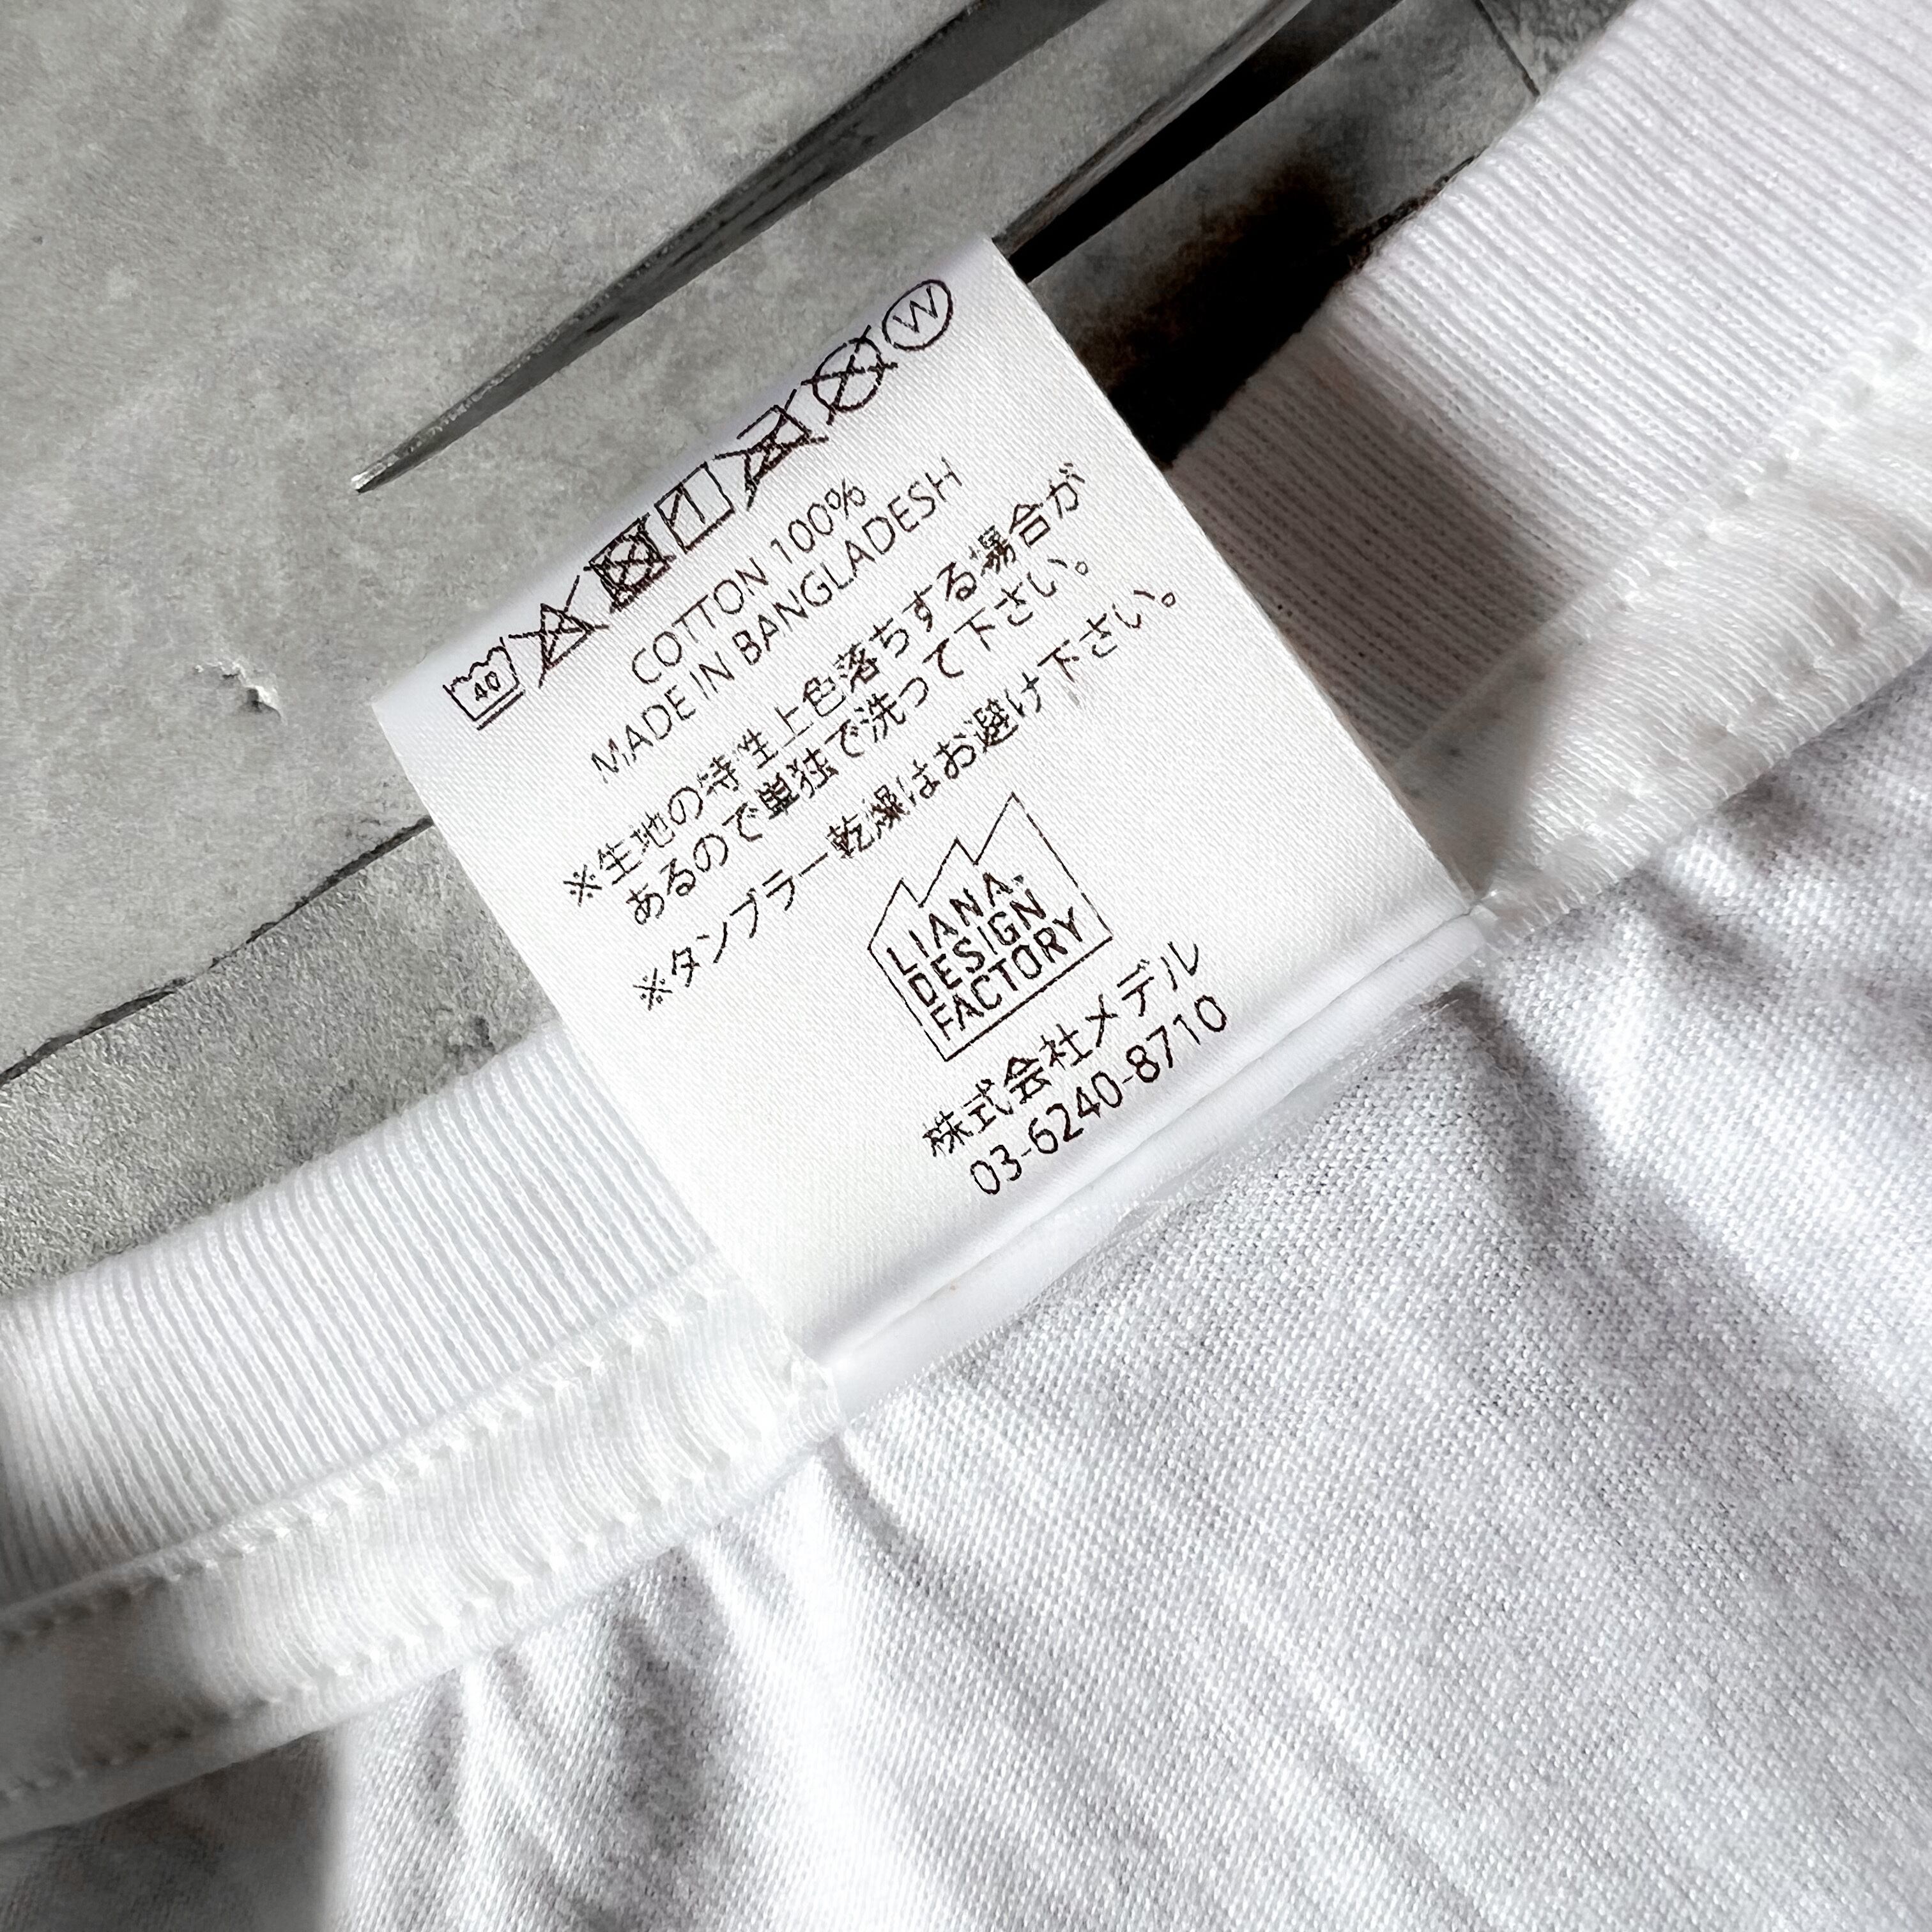 40
W
COTTON 100%
MADE IN BANGLADESH
※生地の特性上色落ちする場合が
あるので単独で洗って下さい。
※タンブラー乾燥はお避け下さい。
LIANA
DESIGN
FACTORY
株式会社メデル
03-6240-8710